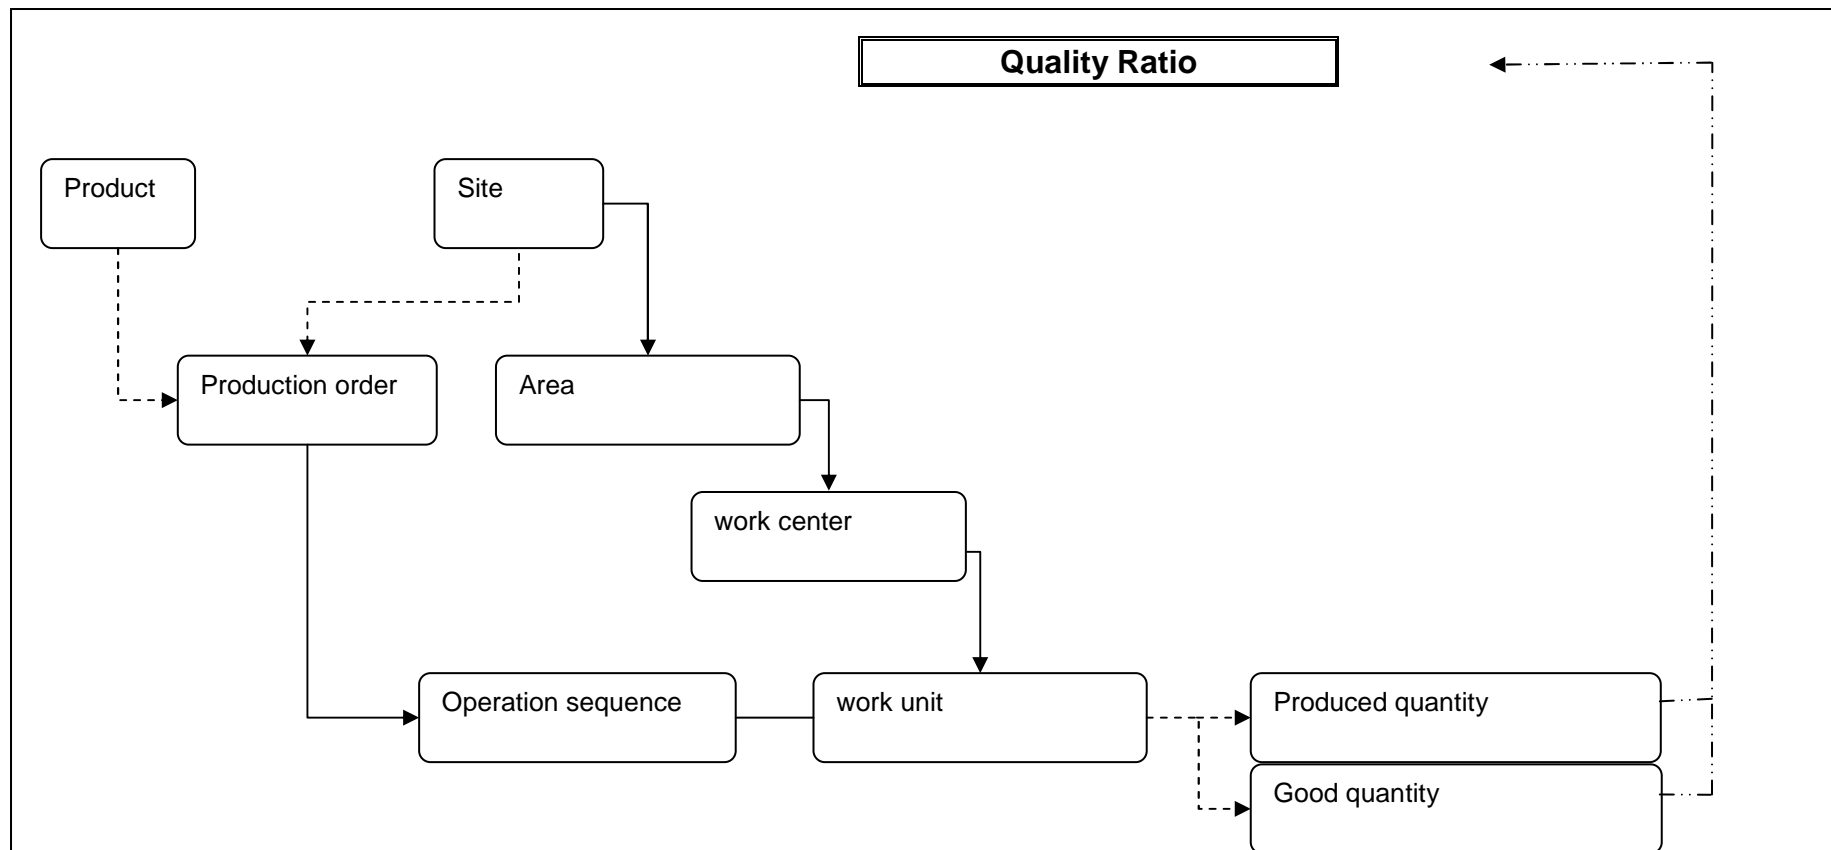 Quality Ratio
Product
Site
Production order
Area
work center
Operation sequence
work unit
Produced quantity
Good quantity